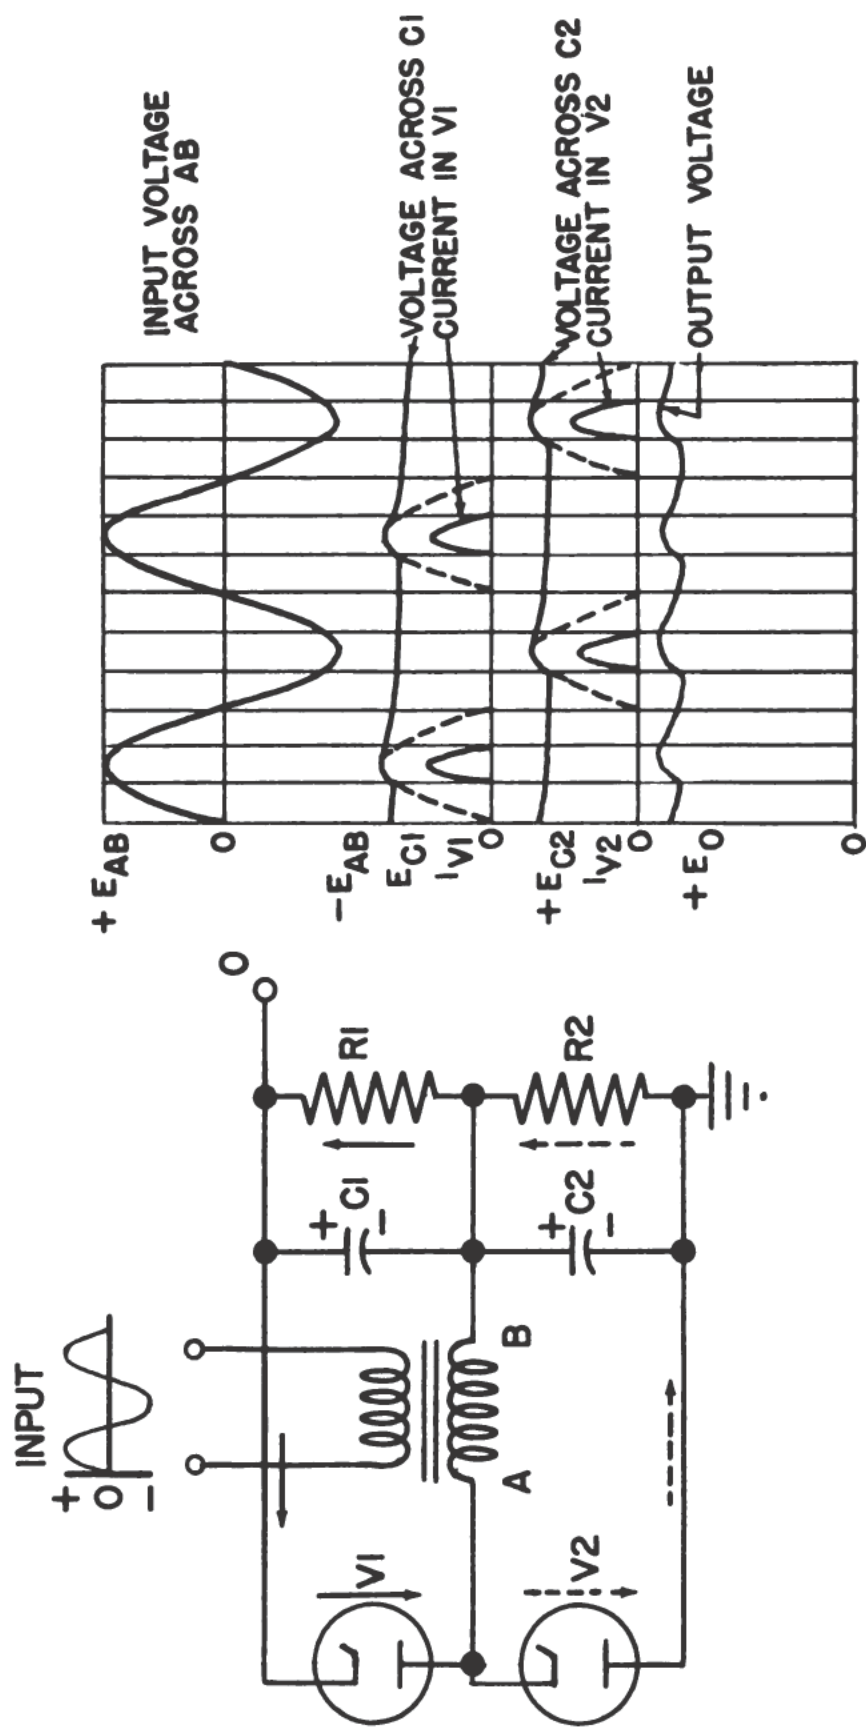 INPUT
+
0
−
V1
V2
A
B
+
C1
−
+
C2
−
R1
R2
O
+ EAB
0
−EAB
EC1
IV1
0
+EC2
IV2
0
+ EO
0
INPUT VOLTAGE
ACROSS AB
VOLTAGE ACROSS C1
CURRENT IN V1
VOLTAGE ACROSS C2
CURRENT IN V2
OUTPUT VOLTAGE